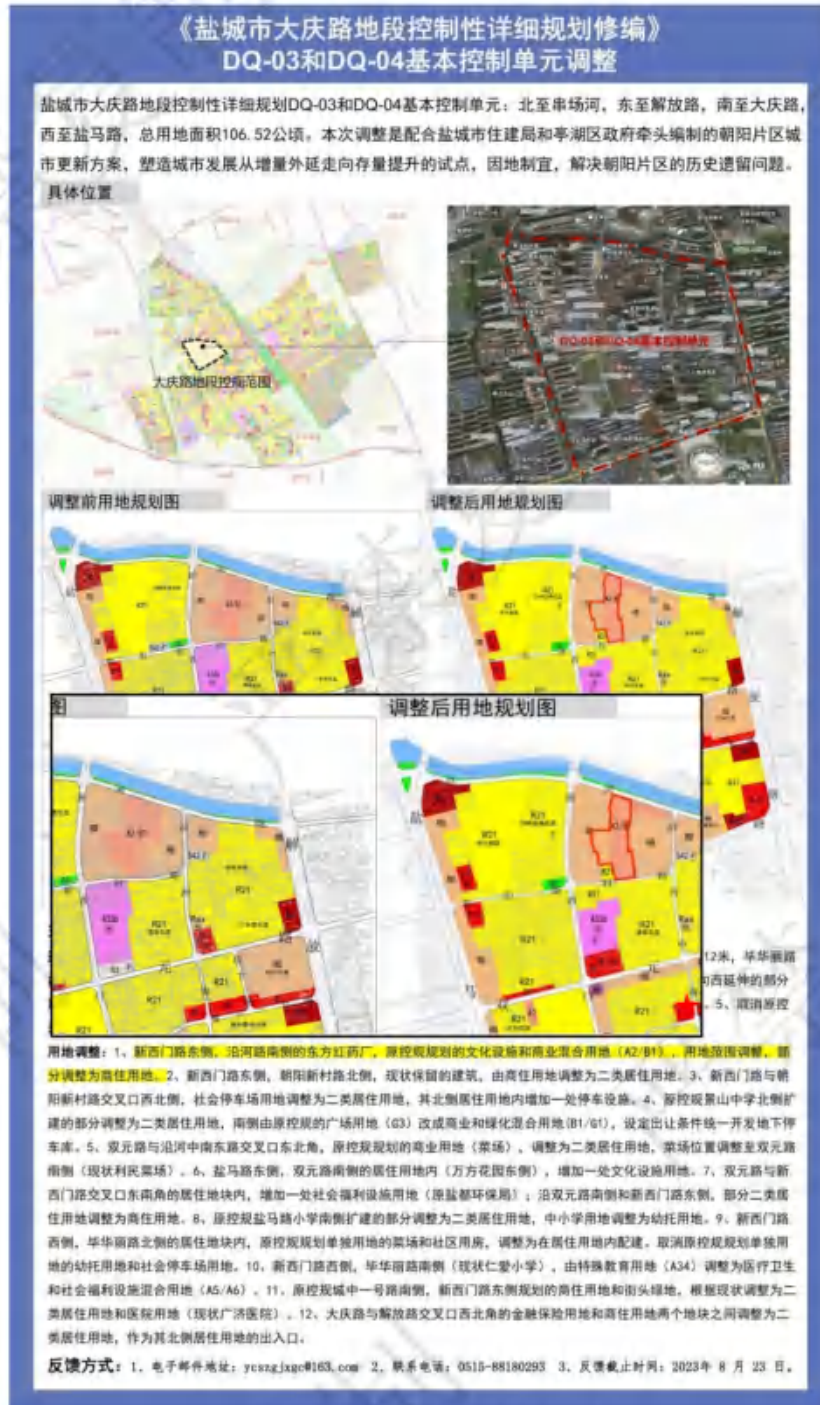 《盐城市大庆路地段控制性详细规划修编》
DQ-03和DQ-04基本控制单元调整
盐城市大庆路地段控制性详细规划DQ-03和DQ-04基本控制单元：北至串场河，东至解放路，南至大庆路，
西至盐马路，总用地面积106.52公顷。本次调整是配合盐城市住建局和亭湖区政府牵头编制的朝阳片区城
市更新方案，塑造城市发展从增量外延走向存量提升的试点，因地制宜，解决朝阳片区的历史遗留问题。
具体位置
大庆路地段控规范围
DQ-03和DQ-04基本控制单元
调整前用地规划图
调整后用地规划图
图
调整后用地规划图
R21
R21
R21
R21
R21
R21
R21
12米，毕华丽路
向西延伸的部分
。5、取消原控
用地调整：1、新西门路东侧、沿河路南侧的东方红药厂，原控规规划的文化设施和商业混合用地（A2/B1），用地范围调整，部
分调整为商住用地。2、新西门路东侧，朝阳新村路北侧，现状保留的建筑，由商住用地调整为二类居住用地。3、新西门路与朝
阳新村路交叉口西北侧，社会停车场用地调整为二类居住用地，其北侧居住用地内增加一处停车设施。4、原控规景山中学北侧扩
建的部分调整为二类居住用地，南侧由原控规的广场用地（G3）改成商业和绿化混合用地(B1/G1)，设定出让条件统一开发地下停
车库。5、双元路与沿河中南东路交叉口东北角，原控规规划的商业用地（菜场），调整为二类居住用地，菜场位置调整至双元路
南侧（现状利民菜场）。6、盐马路东侧，双元路南侧的居住用地内（万方花园东侧），增加一处文化设施用地。7、双元路与新
西门路交叉口东南角的居住地块内，增加一处社会福利设施用地（原盐都环保局）；沿双元路南侧和新西门路东侧，部分二类居
住用地调整为商住用地。8、原控规盐马路小学南侧扩建的部分调整为二类居住用地，中小学用地调整为幼托用地。9、新西门路
西侧，毕华丽路北侧的居住地块内，原控规规划单独用地的菜场和社区用房，调整为在居住用地内配建。取消原控规规划单独用
地的幼托用地和社会停车场用地。10、新西门路西侧，毕华丽路南侧（现状仁爱小学），由特殊教育用地（A34）调整为医疗卫生
和社会福利设施混合用地（A5/A6）。11、原控规城中一号路南侧，新西门路东侧规划的商住用地和街头绿地，根据现状调整为二
类居住用地和医院用地（现状广济医院）。12、大庆路与解放路交叉口西北角的金融保险用地和商住用地两个地块之间调整为二
类居住用地，作为其北侧居住用地的出入口。
反馈方式：1、电子邮件地址：ycszgjxgc@163.com 2、联系电话：0515-88180293 3、反馈截止时间：2023年 8 月 23 日。